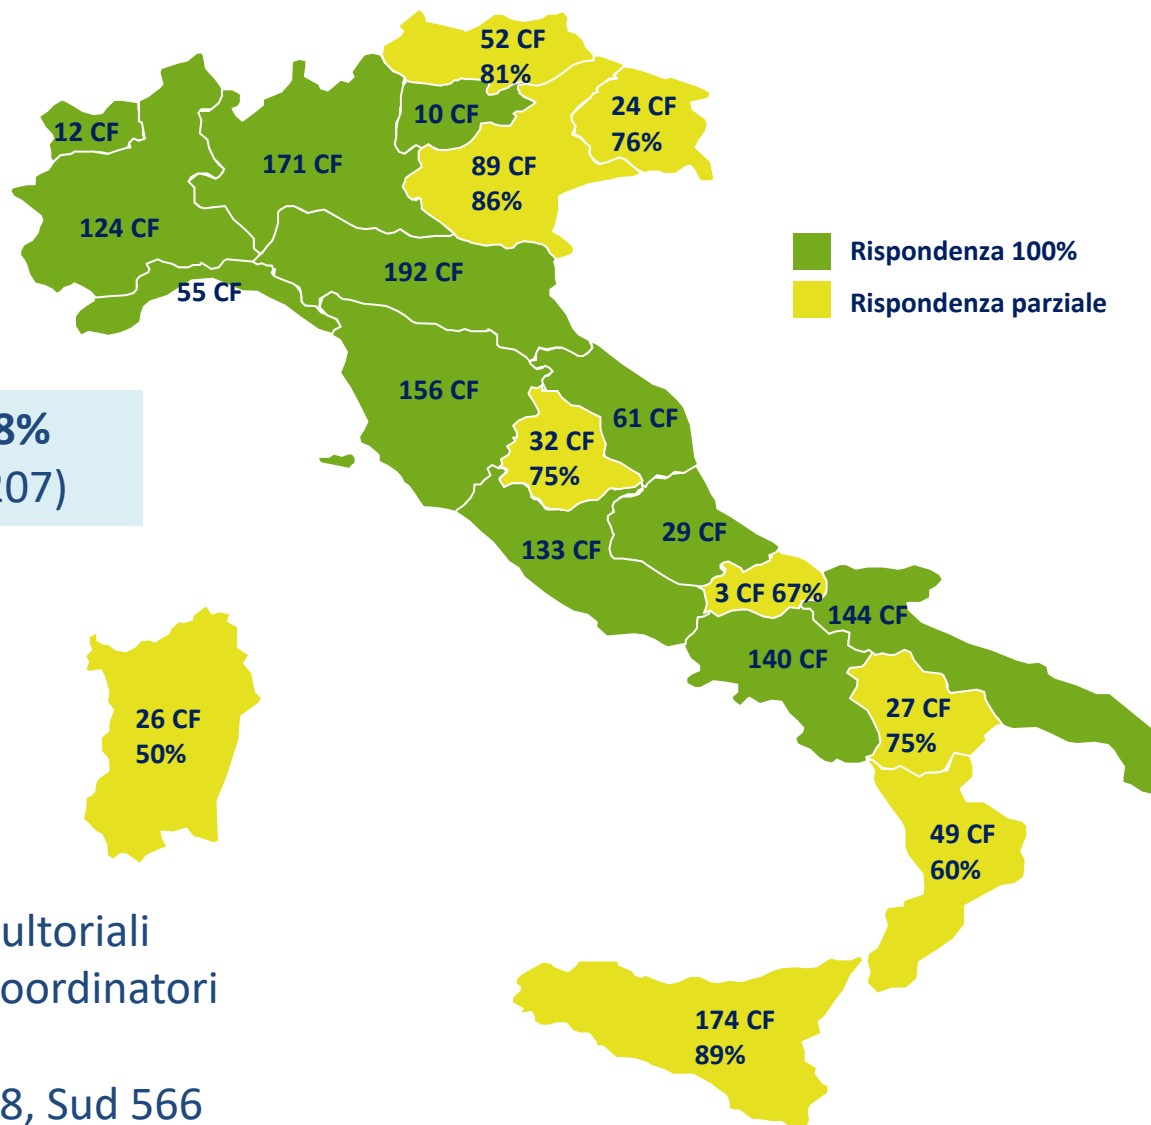 52 CF
81%
10 CF
24 CF
76%
12 CF
171 CF
89 CF
86%
124 CF
192 CF
55 CF
Rispondenza 100%
Rispondenza parziale
156 CF
61 CF
8%
207)
32 CF
75%
133 CF
29 CF
3 CF 67%
144 CF
140 CF
26 CF
50%
27 CF
75%
49 CF
60%
ultoriali
oordinatori
174 CF
89%
8, Sud 566